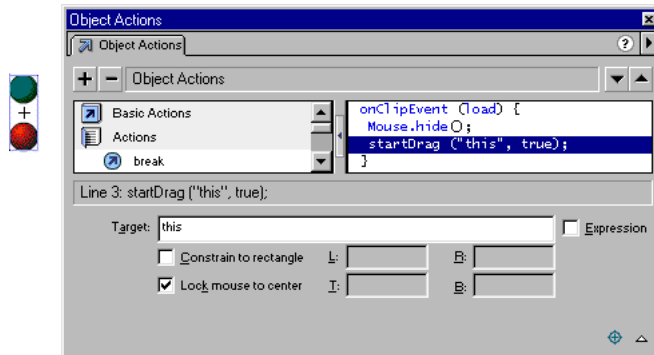 Object Actions
Object Actions
?
Object Actions
Basic Actions
Actions
break
onClipEvent (load) {
Mouse.hide();
startDrag ("this", true);
}
Line 3: startDrag ("this", true);
Target: this
Expression
Constrain to rectangle L: R:
Lock mouse to center T: B: